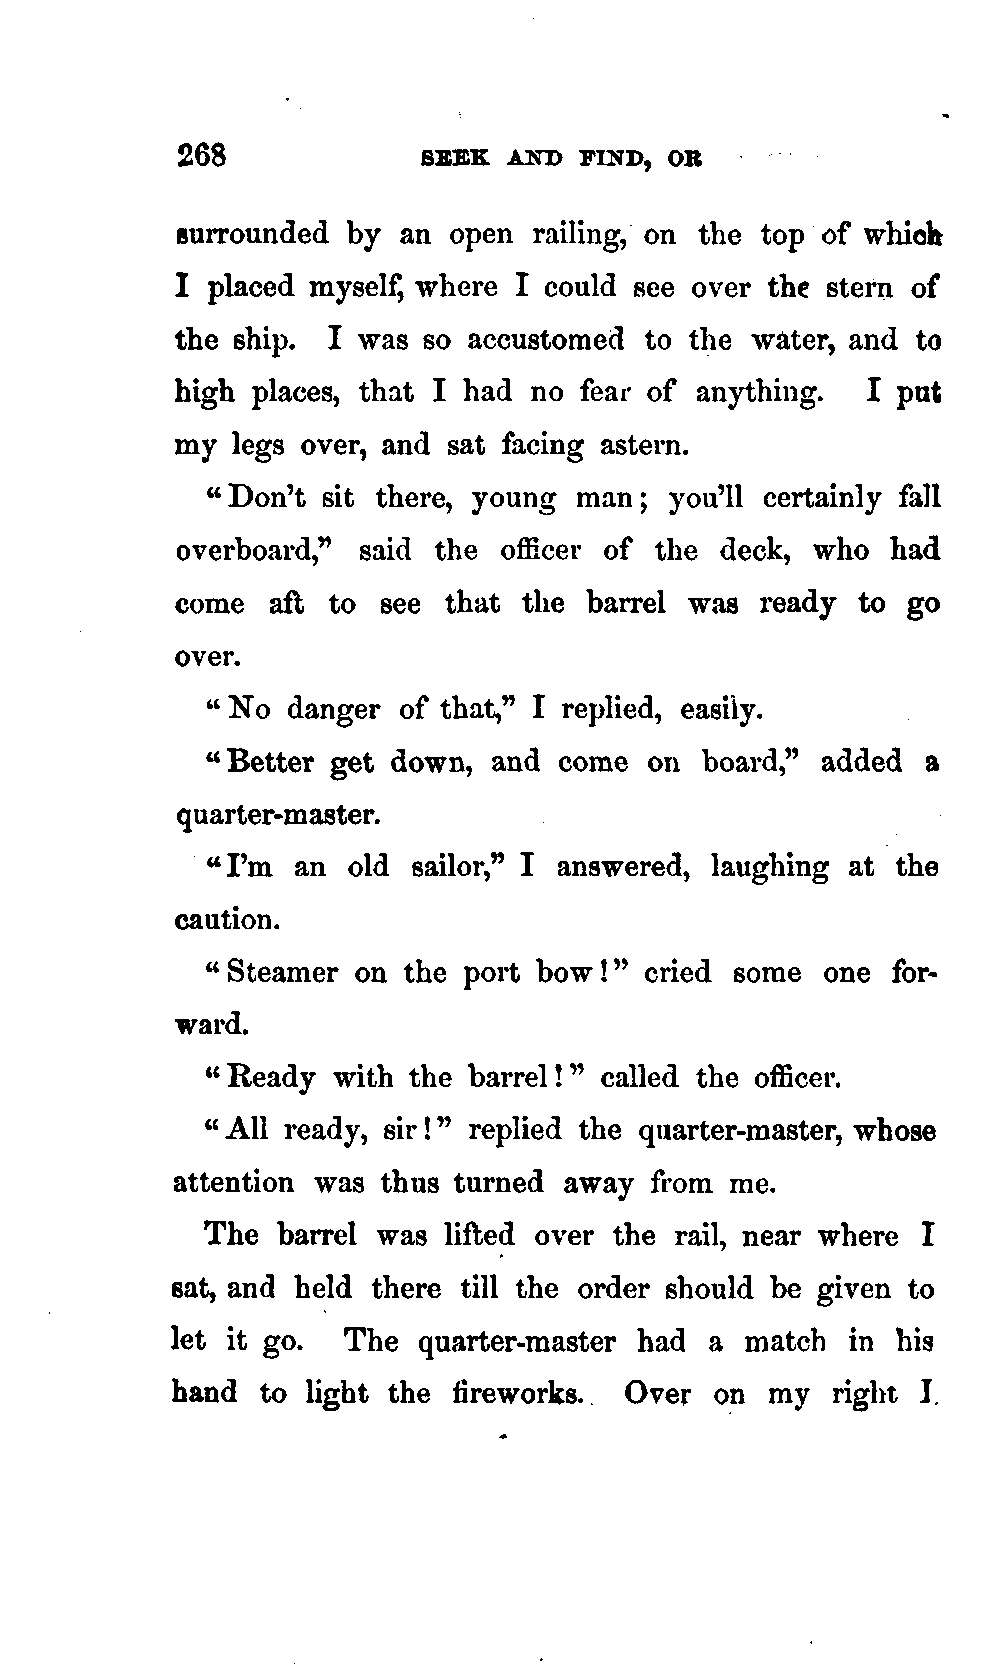 268 SEEK AND FIND, OR
surrounded by an open railing, on the top of which
I placed myself, where I could see over the stern of
the ship. I was so accustomed to the water, and to
high places, that I had no fear of anything. I put
my legs over, and sat facing astern.
"Don't sit there, young man; you'll certainly fall
overboard," said the officer of the deck, who had
come aft to see that the barrel was ready to go
over.
"No danger of that," I replied, easily.
"Better get down, and come on board," added a
quarter-master.
"I'm an old sailor," I answered, laughing at the
caution.
"Steamer on the port bow!" cried some one for-
ward.
"Ready with the barrel!" called the officer.
"All ready, sir!" replied the quarter-master, whose
attention was thus turned away from me.
The barrel was lifted over the rail, near where I
sat, and held there till the order should be given to
let it go. The quarter-master had a match in his
hand to light the fireworks. Over on my right I